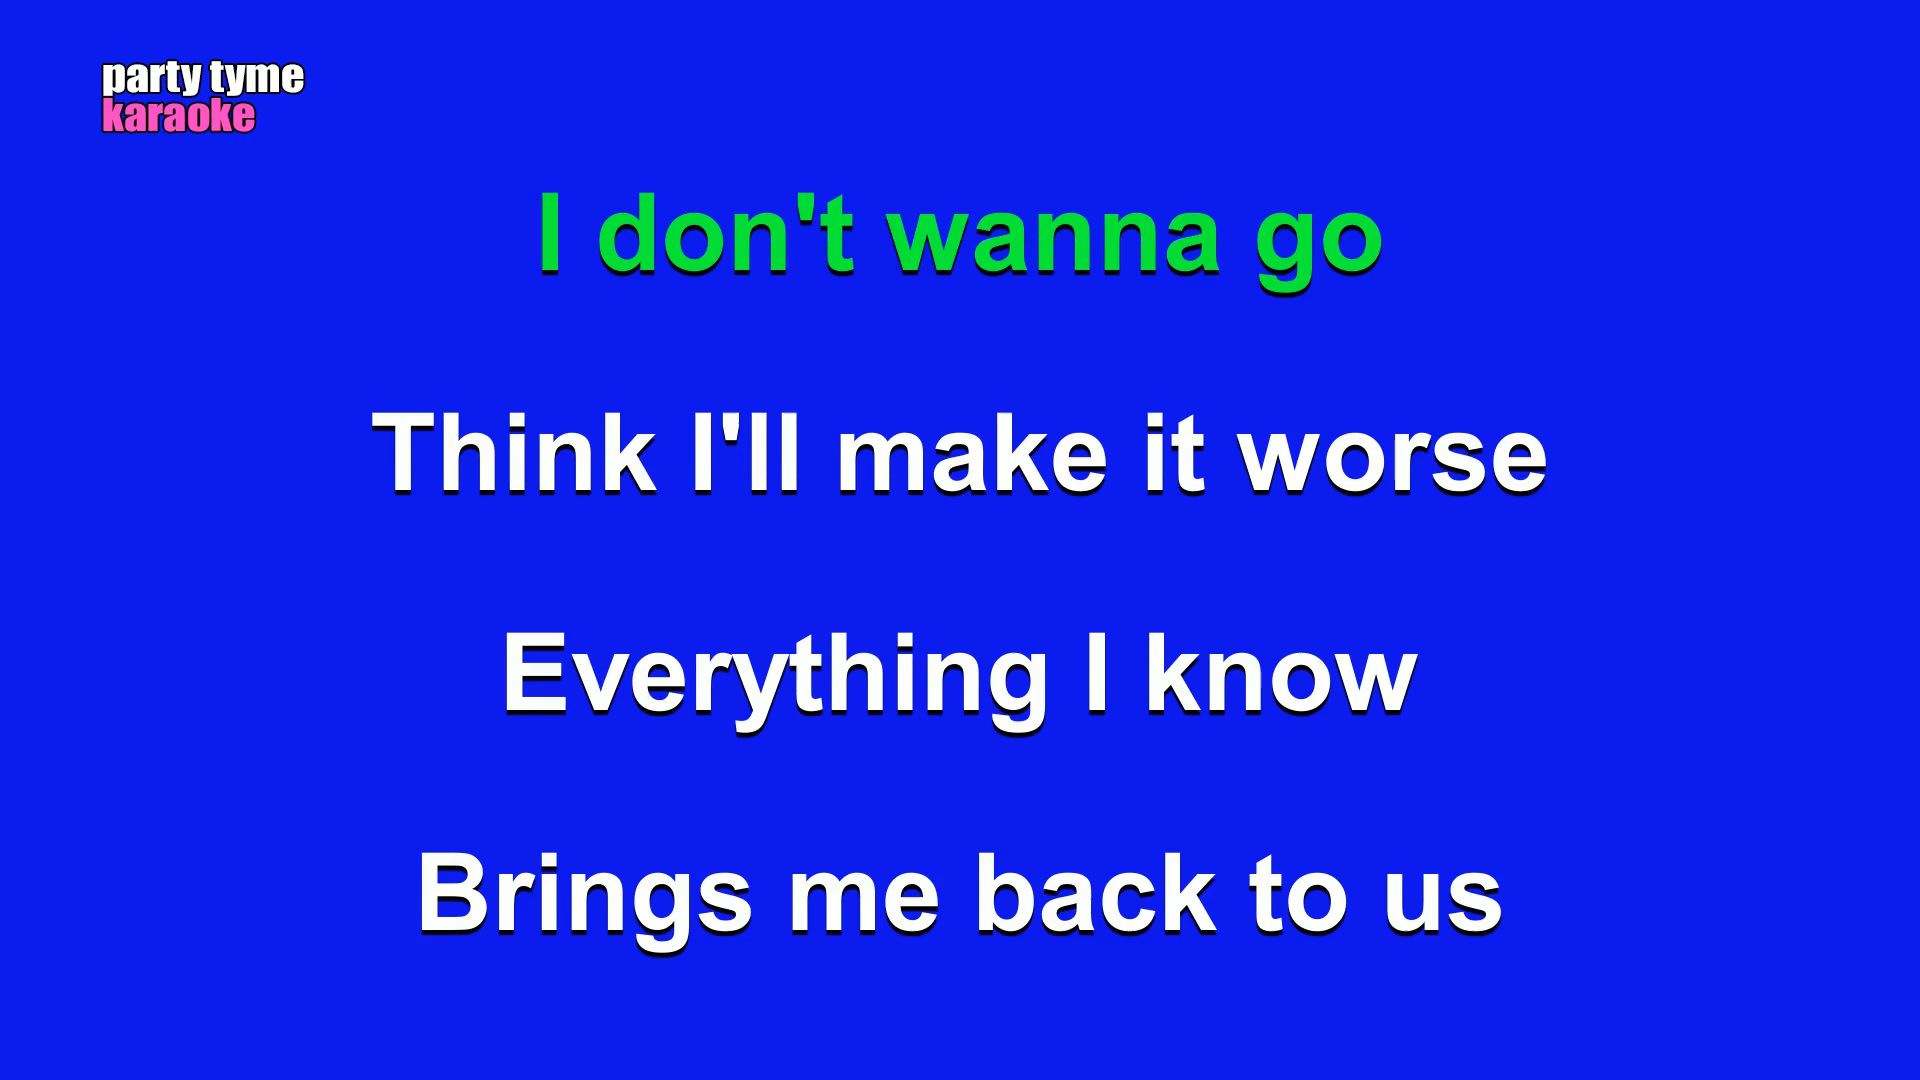 party tyme
karaoke
I don't wanna go
Think I'll make it worse
Everything I know
Brings me back to us